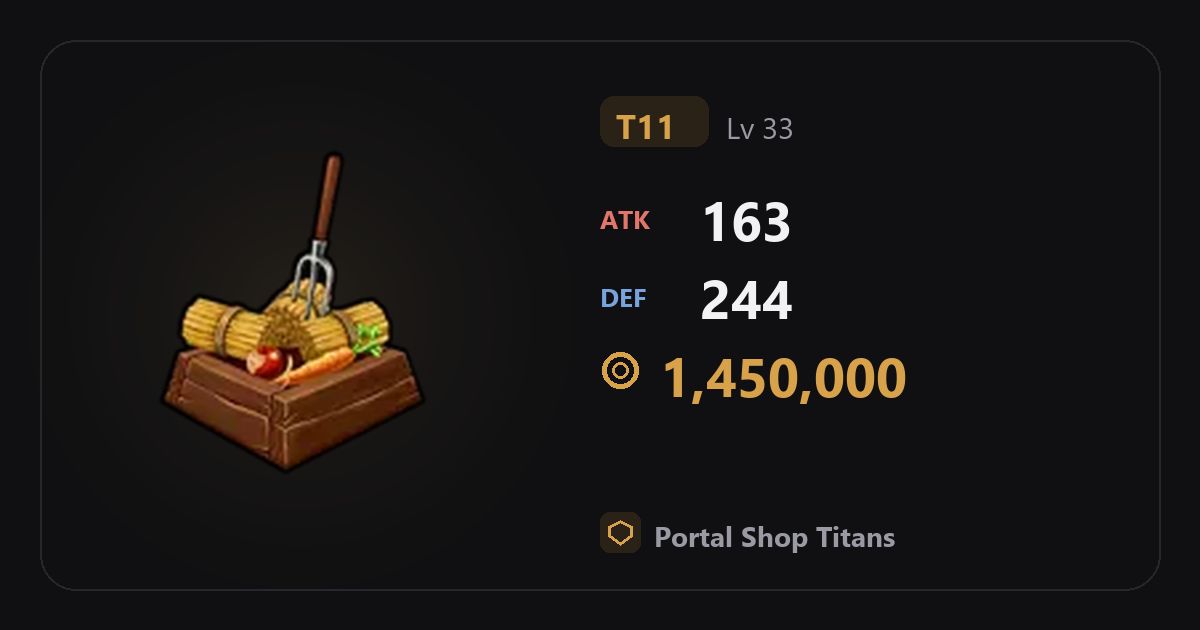 T11 Lv 33
ATK 163
DEF 244
1,450,000
Portal Shop Titans